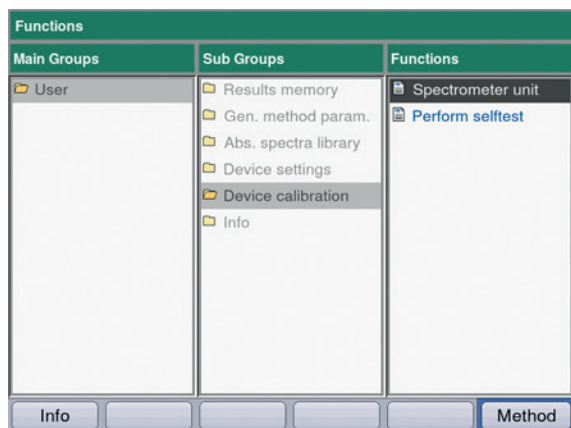 Functions
Main Groups
Sub Groups
Functions
User
Results memory
Gen. method param.
Abs. spectra library
Device settings
Device calibration
Info
Spectrometer unit
Perform selftest
Info
Method